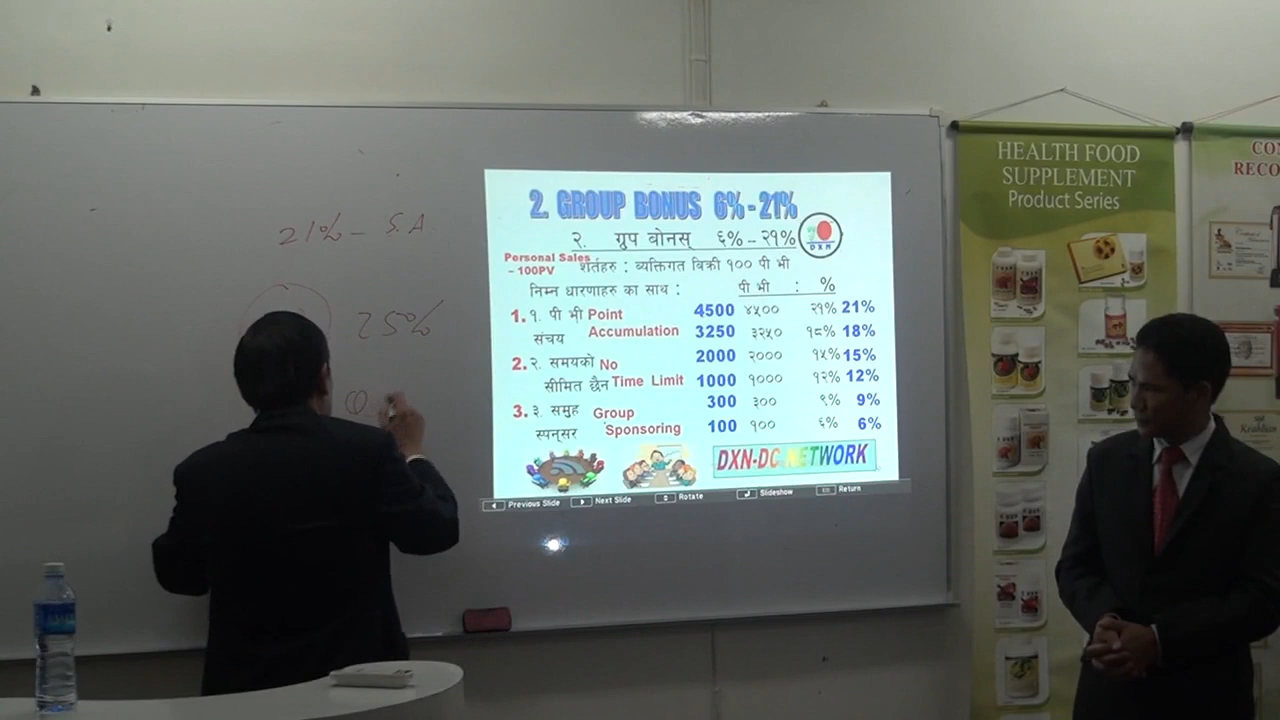 21% - S.A.
25%
2. GROUP BONUS 6% - 21%
२. ग्रुप बोनस् ६% - २१%
DXN
Personal Sales - 100PV
शर्तहरु : व्यक्तिगत बिक्री १०० पी भी
निम्न धारणाहरु का साथ : पी भी : %
1. १. पी भी संचय Point Accumulation
4500 ४५०० २१% 21%
3250 ३२५० १८% 18%
2. २. समयको सीमित छैन No Time Limit
2000 २००० १५% 15%
1000 १००० १२% 12%
3. ३. समुह स्पन्सर Group Sponsoring
300 ३०० ९% 9%
100 १०० ६% 6%
DXN-DC NETWORK
Previous Slide Next Slide Rotate Slideshow Return
HEALTH FOOD
SUPPLEMENT
Product Series